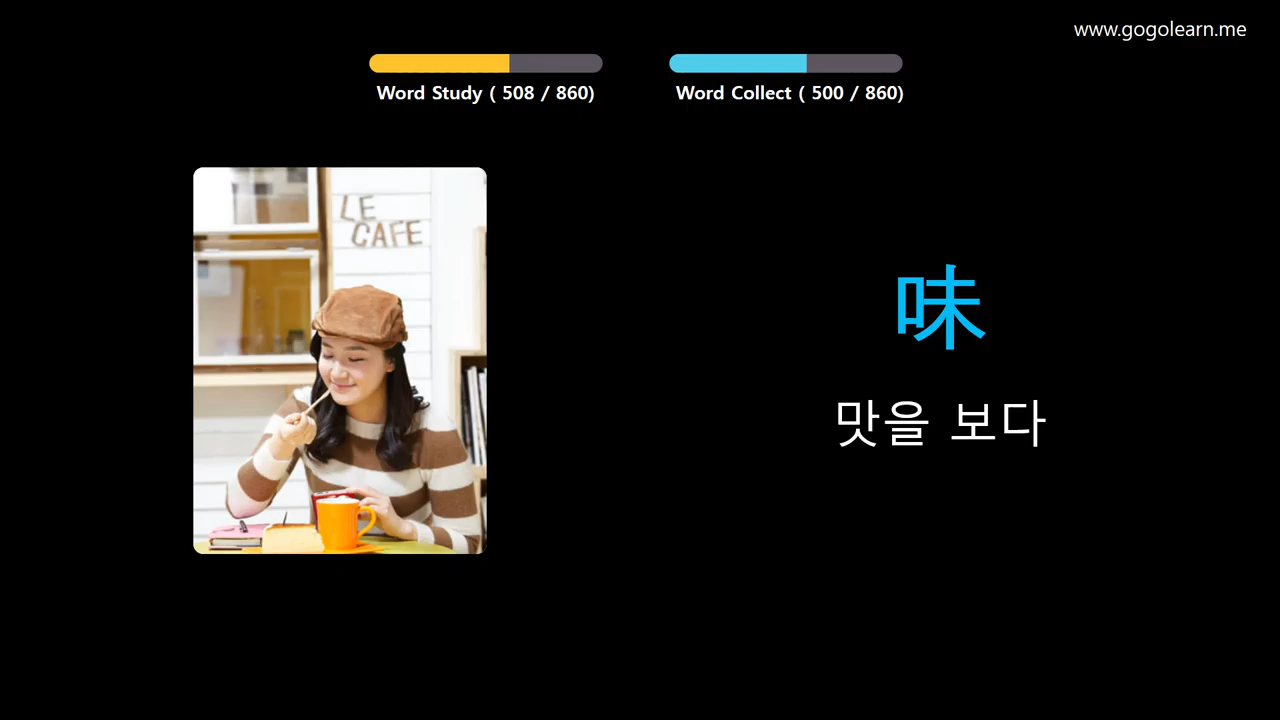 www.gogolearn.me
Word Study ( 508 / 860)
Word Collect ( 500 / 860)
LE
CAFE
味
맛을 보다